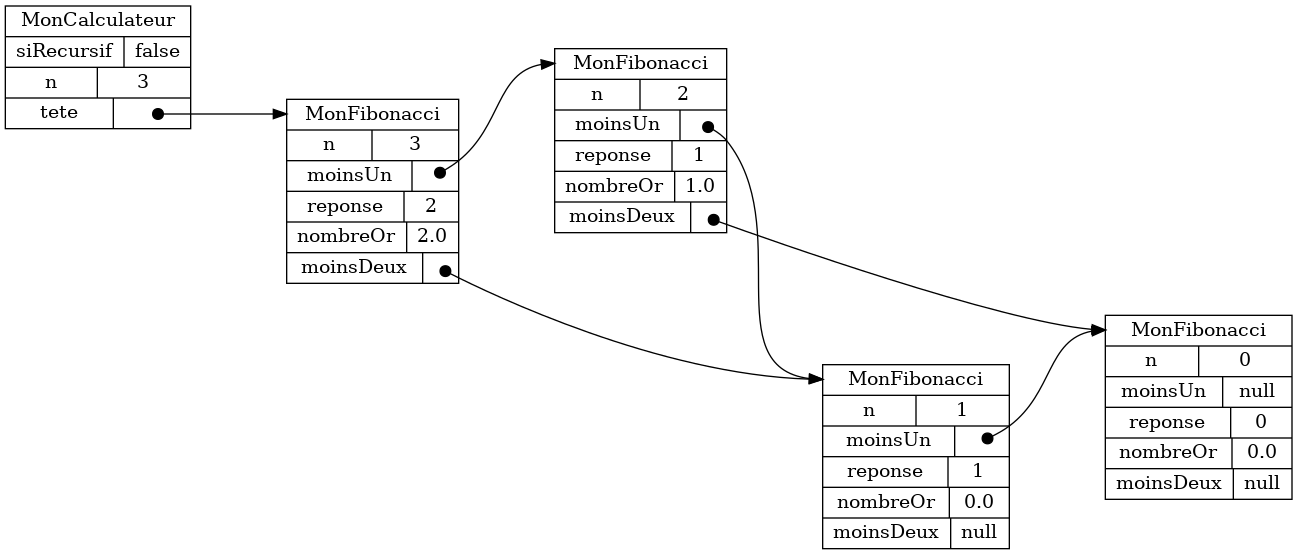 MonCalculateur
siRecursif false
n 3
tete
MonFibonacci
n 3
moinsUn
reponse 2
nombreOr 2.0
moinsDeux
MonFibonacci
n 2
moinsUn
reponse 1
nombreOr 1.0
moinsDeux
MonFibonacci
n 1
moinsUn
reponse 1
nombreOr 0.0
moinsDeux null
MonFibonacci
n 0
moinsUn null
reponse 0
nombreOr 0.0
moinsDeux null